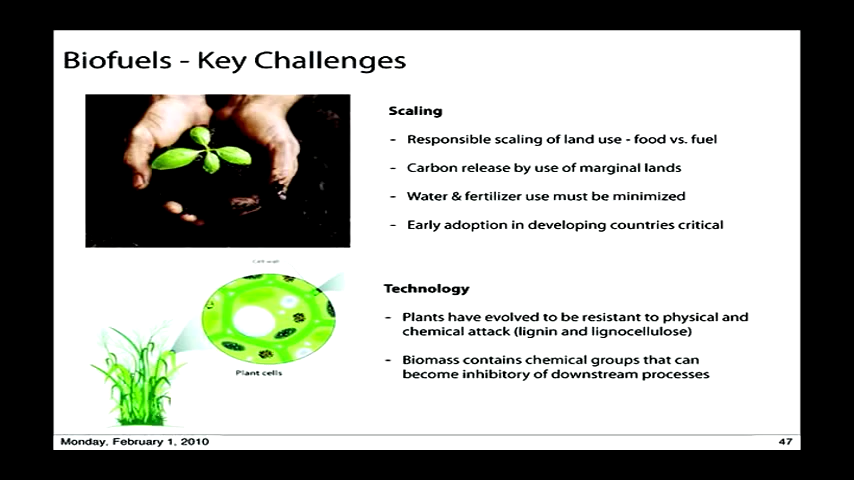 Biofuels - Key Challenges
Scaling
- Responsible scaling of land use - food vs. fuel
- Carbon release by use of marginal lands
- Water & fertilizer use must be minimized
- Early adoption in developing countries critical
Cell wall
Technology
- Plants have evolved to be resistant to physical and
chemical attack (lignin and lignocellulose)
- Biomass contains chemical groups that can
become inhibitory of downstream processes
Plant cells
Monday, February 1, 2010
47